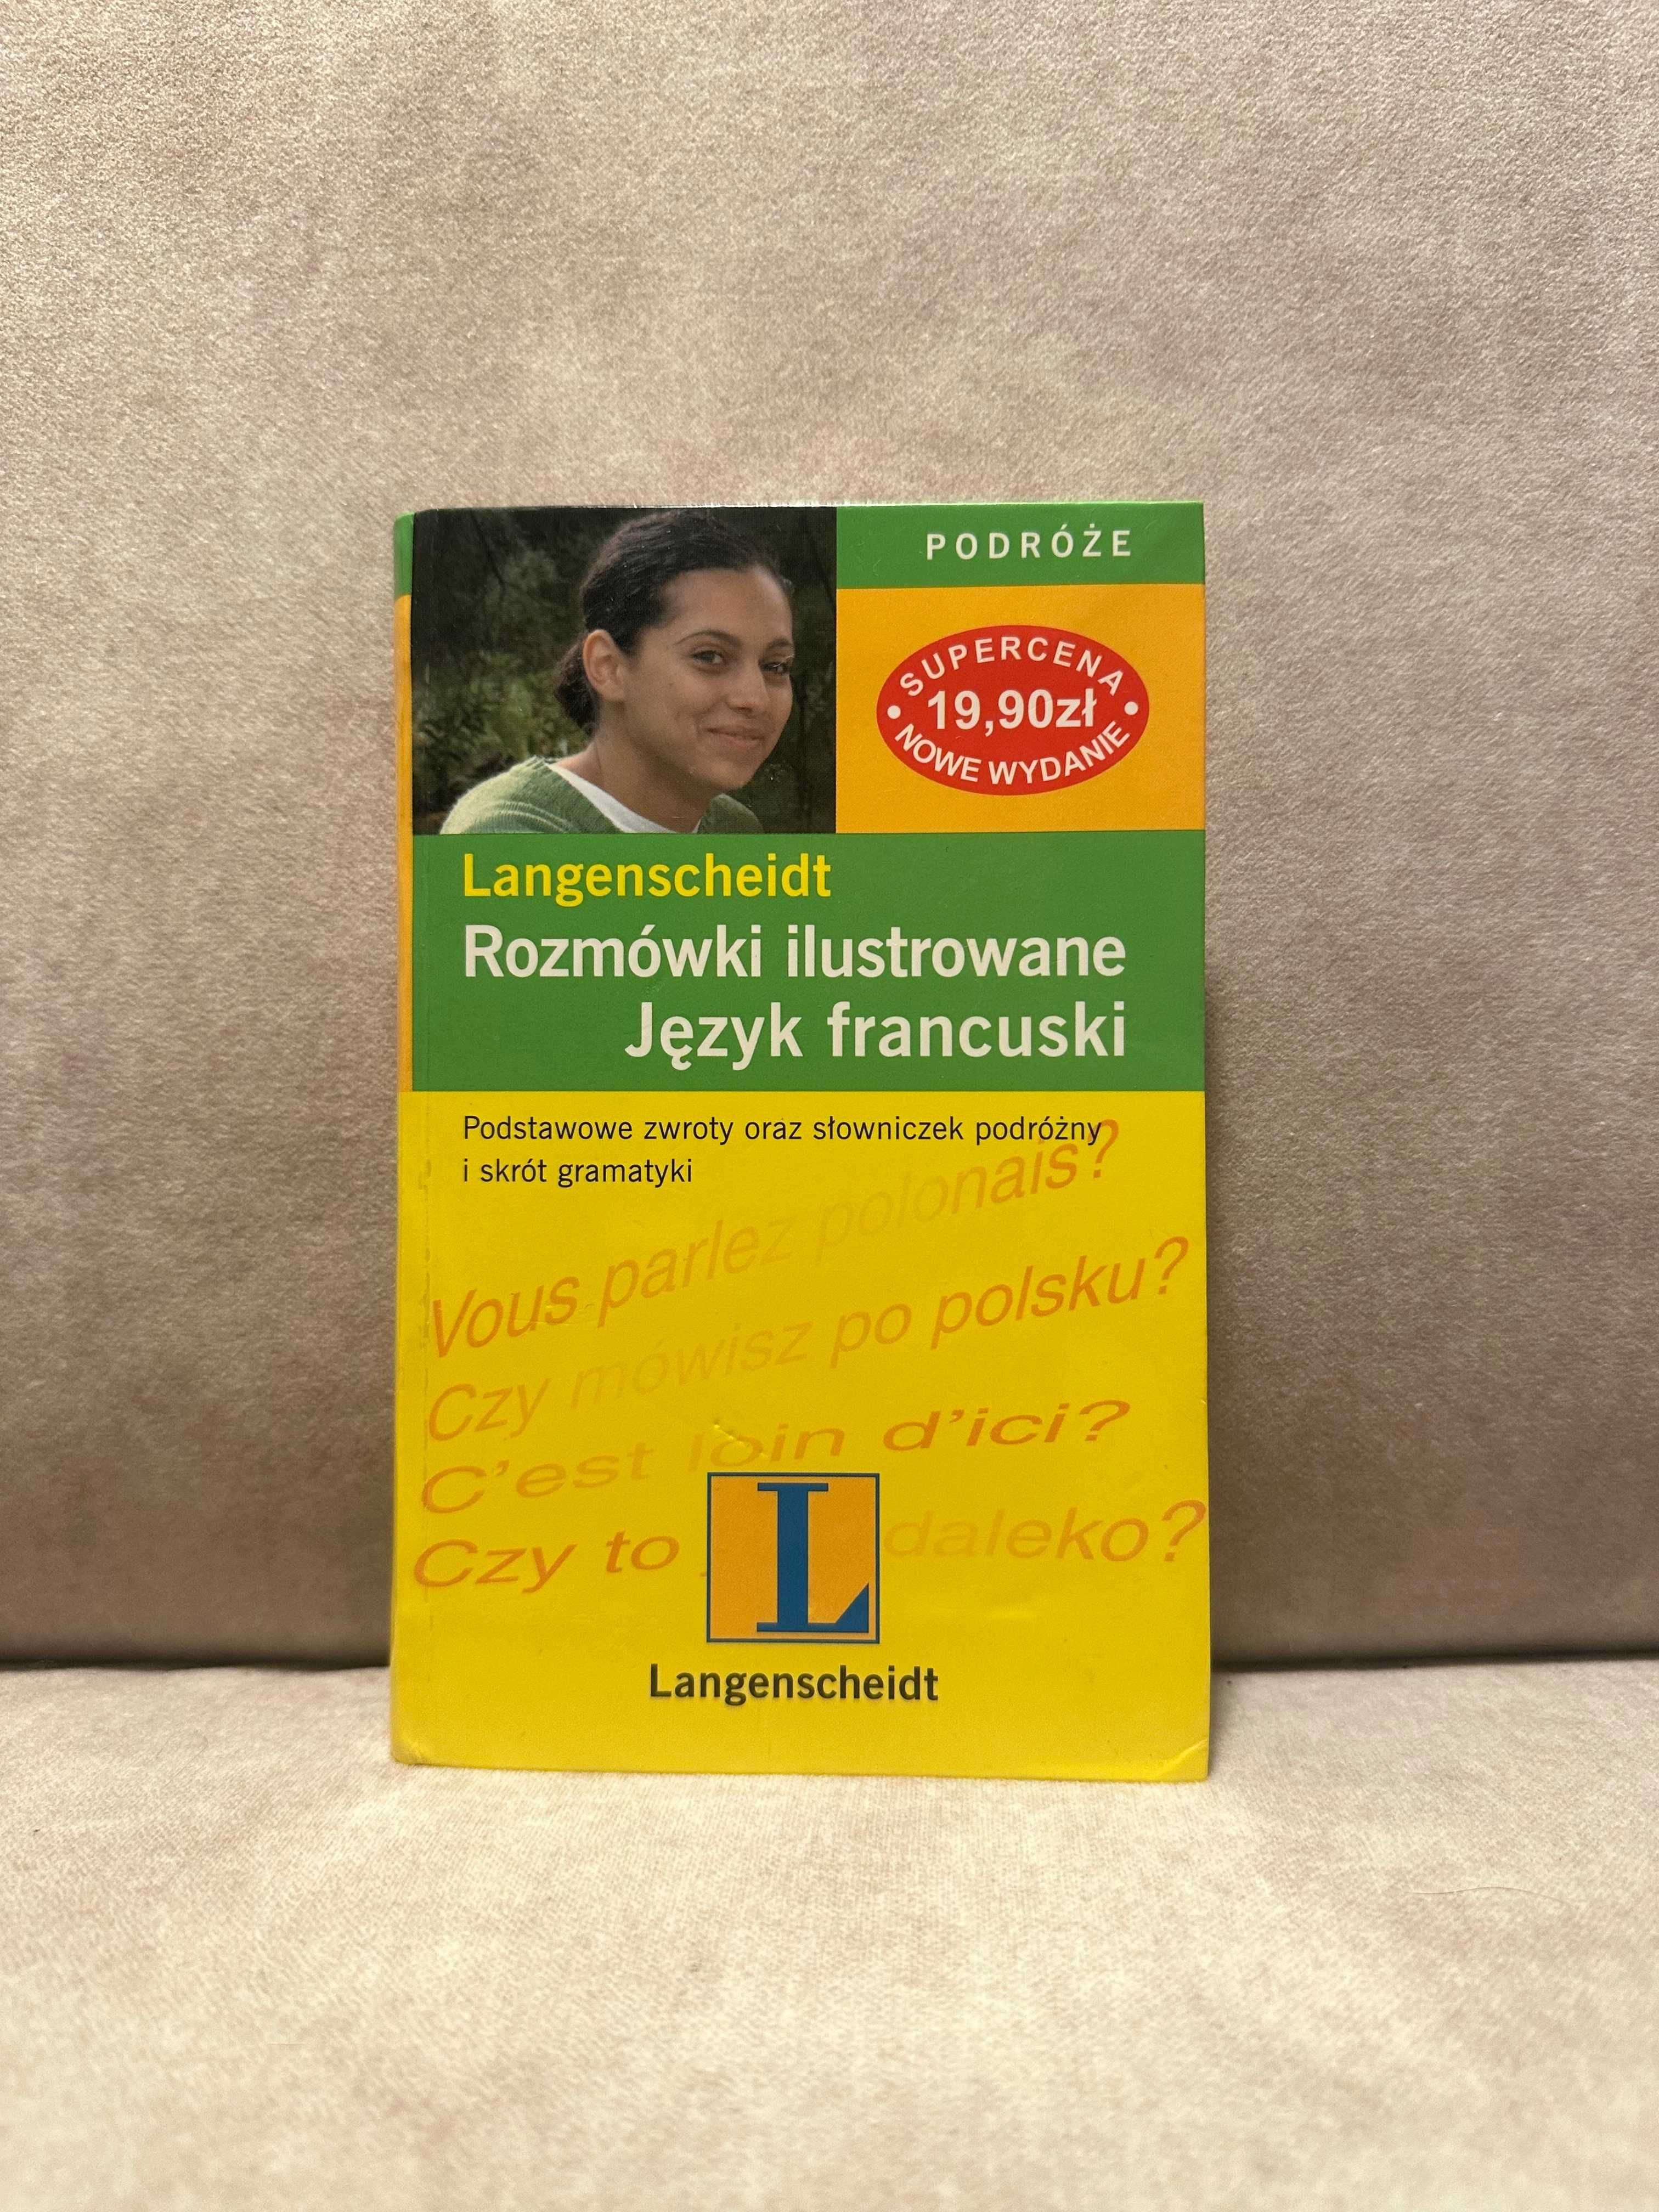 PODRÓŻE
SUPERCENA
19,90zł
NOWE WYDANIE
Langenscheidt
Rozmówki ilustrowane
Język francuski
Podstawowe zwroty oraz słowniczek podróżny
i skrót gramatyki
Vous parlez polonais?
Czy mówisz po polsku?
C'est loin d'ici?
Czy to daleko?
L
Langenscheidt